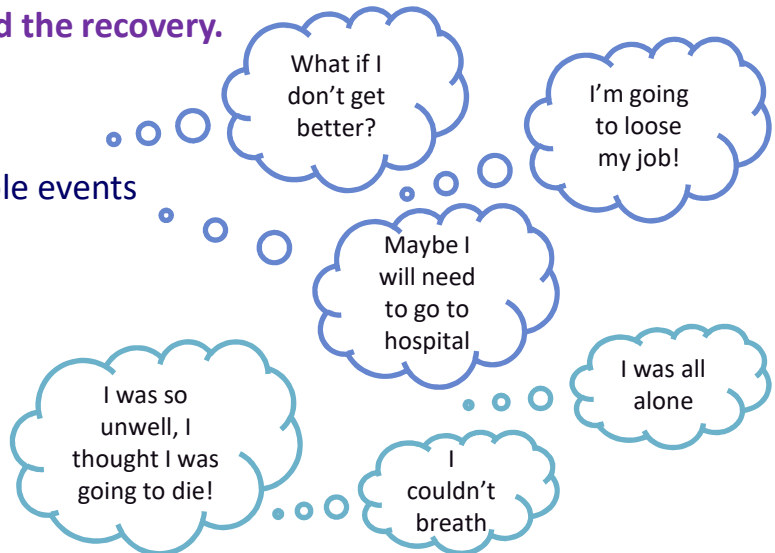 d the recovery.
What if I
don't get
better?
I'm going
to loose
my job!
ple events
Maybe I
will need
to go to
hospital
I was all
alone
I was so
unwell, I
thought I was
going to die!
I
couldn't
breath